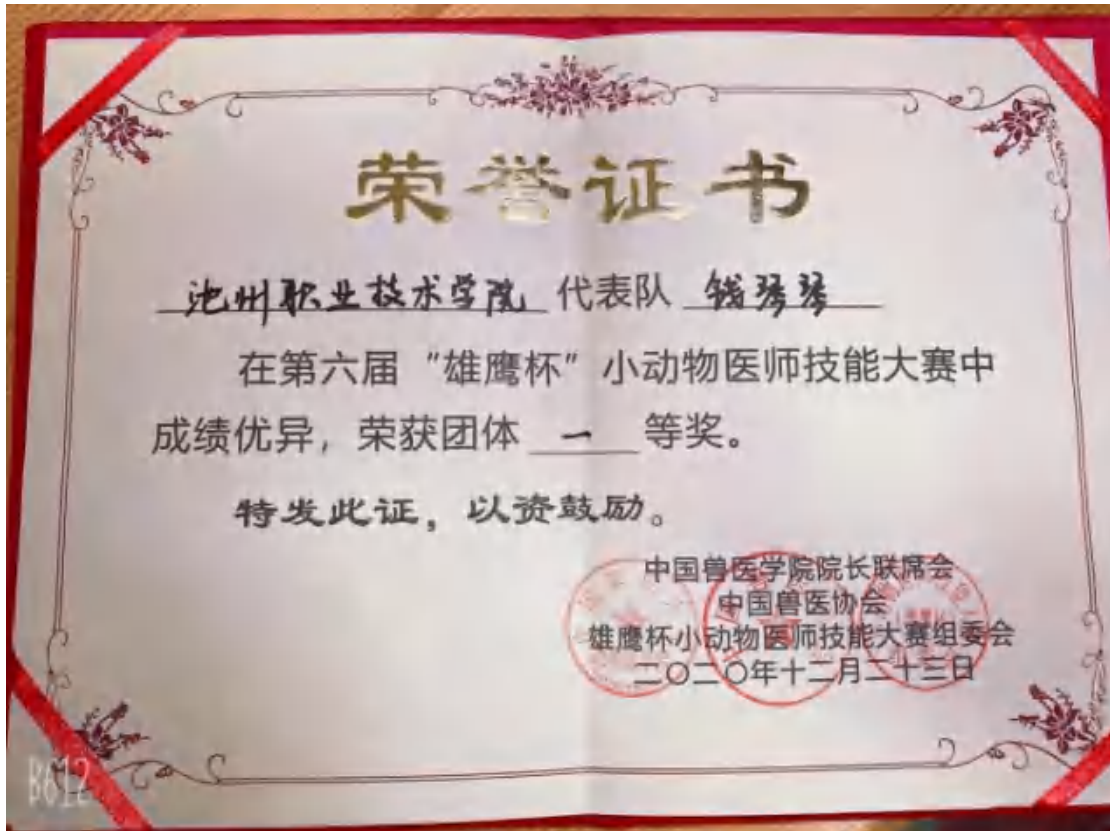 荣誉证书
池州职业技术学院 代表队 钱琴琴
在第六届“雄鹰杯”小动物医师技能大赛中
成绩优异，荣获团体 一 等奖。
特发此证，以资鼓励。
中国兽医学院院长联席会
中国兽医协会
雄鹰杯小动物医师技能大赛组委会
二〇二〇年十二月二十三日
B612